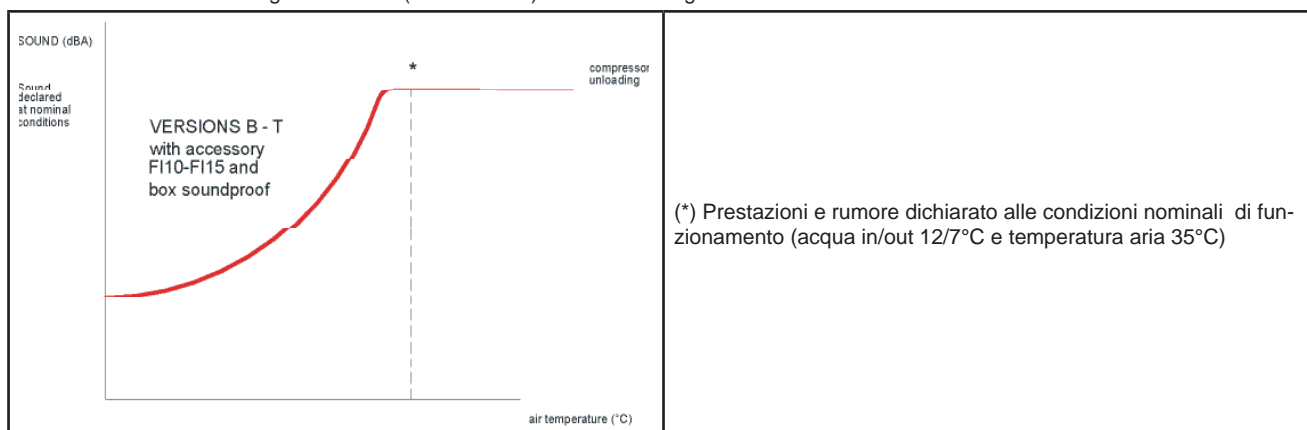 SOUND (dBA)
Sound
declared
at nominal
conditions
*
compressor
unloading
VERSIONS B - T
with accessory
FI10-FI15 and
box soundproof
air temperature (°C)
(*) Prestazioni e rumore dichiarato alle condizioni nominali di fun-
zionamento (acqua in/out 12/7°C e temperatura aria 35°C)